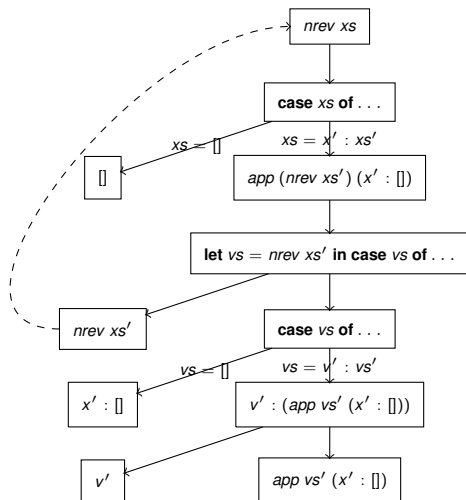 nrev xs
case xs of . . .
xs = [] xs = x′ : xs′
[] app (nrev xs′) (x′ : [])
let vs = nrev xs′ in case vs of . . .
nrev xs′ case vs of . . .
vs = [] vs = v′ : vs′
x′ : [] v′ : (app vs′ (x′ : []))
v′ app vs′ (x′ : [])